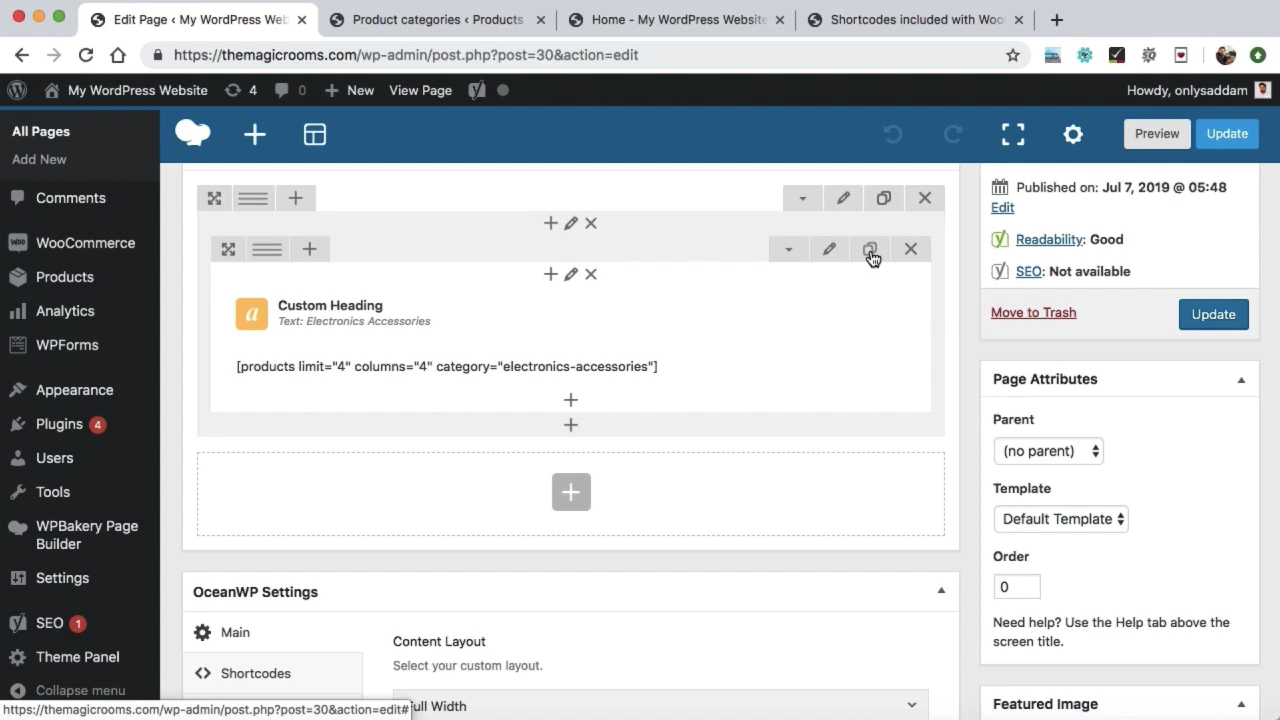 Edit Page ‹ My WordPress Web
Product categories ‹ Products
Home - My WordPress Website
Shortcodes included with Woo
https://themagicrooms.com/wp-admin/post.php?post=30&action=edit
My WordPress Website
4
0
New
View Page
Howdy, onlysaddam
All Pages
Add New
Comments
WooCommerce
Products
Analytics
WPForms
Appearance
Plugins 4
Users
Tools
WPBakery Page
Builder
Settings
SEO 1
Theme Panel
Collapse menu
Preview
Update
Custom Heading
Text: Electronics Accessories
[products limit="4" columns="4" category="electronics-accessories"]
OceanWP Settings
Main
Shortcodes
Content Layout
Select your custom layout.
ull Width
Published on: Jul 7, 2019 @ 05:48
Edit
Readability: Good
SEO: Not available
Move to Trash
Update
Page Attributes
Parent
(no parent)
Template
Default Template
Order
0
Need help? Use the Help tab above the
screen title.
Featured Image
https://themagicrooms.com/wp-admin/post.php?post=30&action=edit#